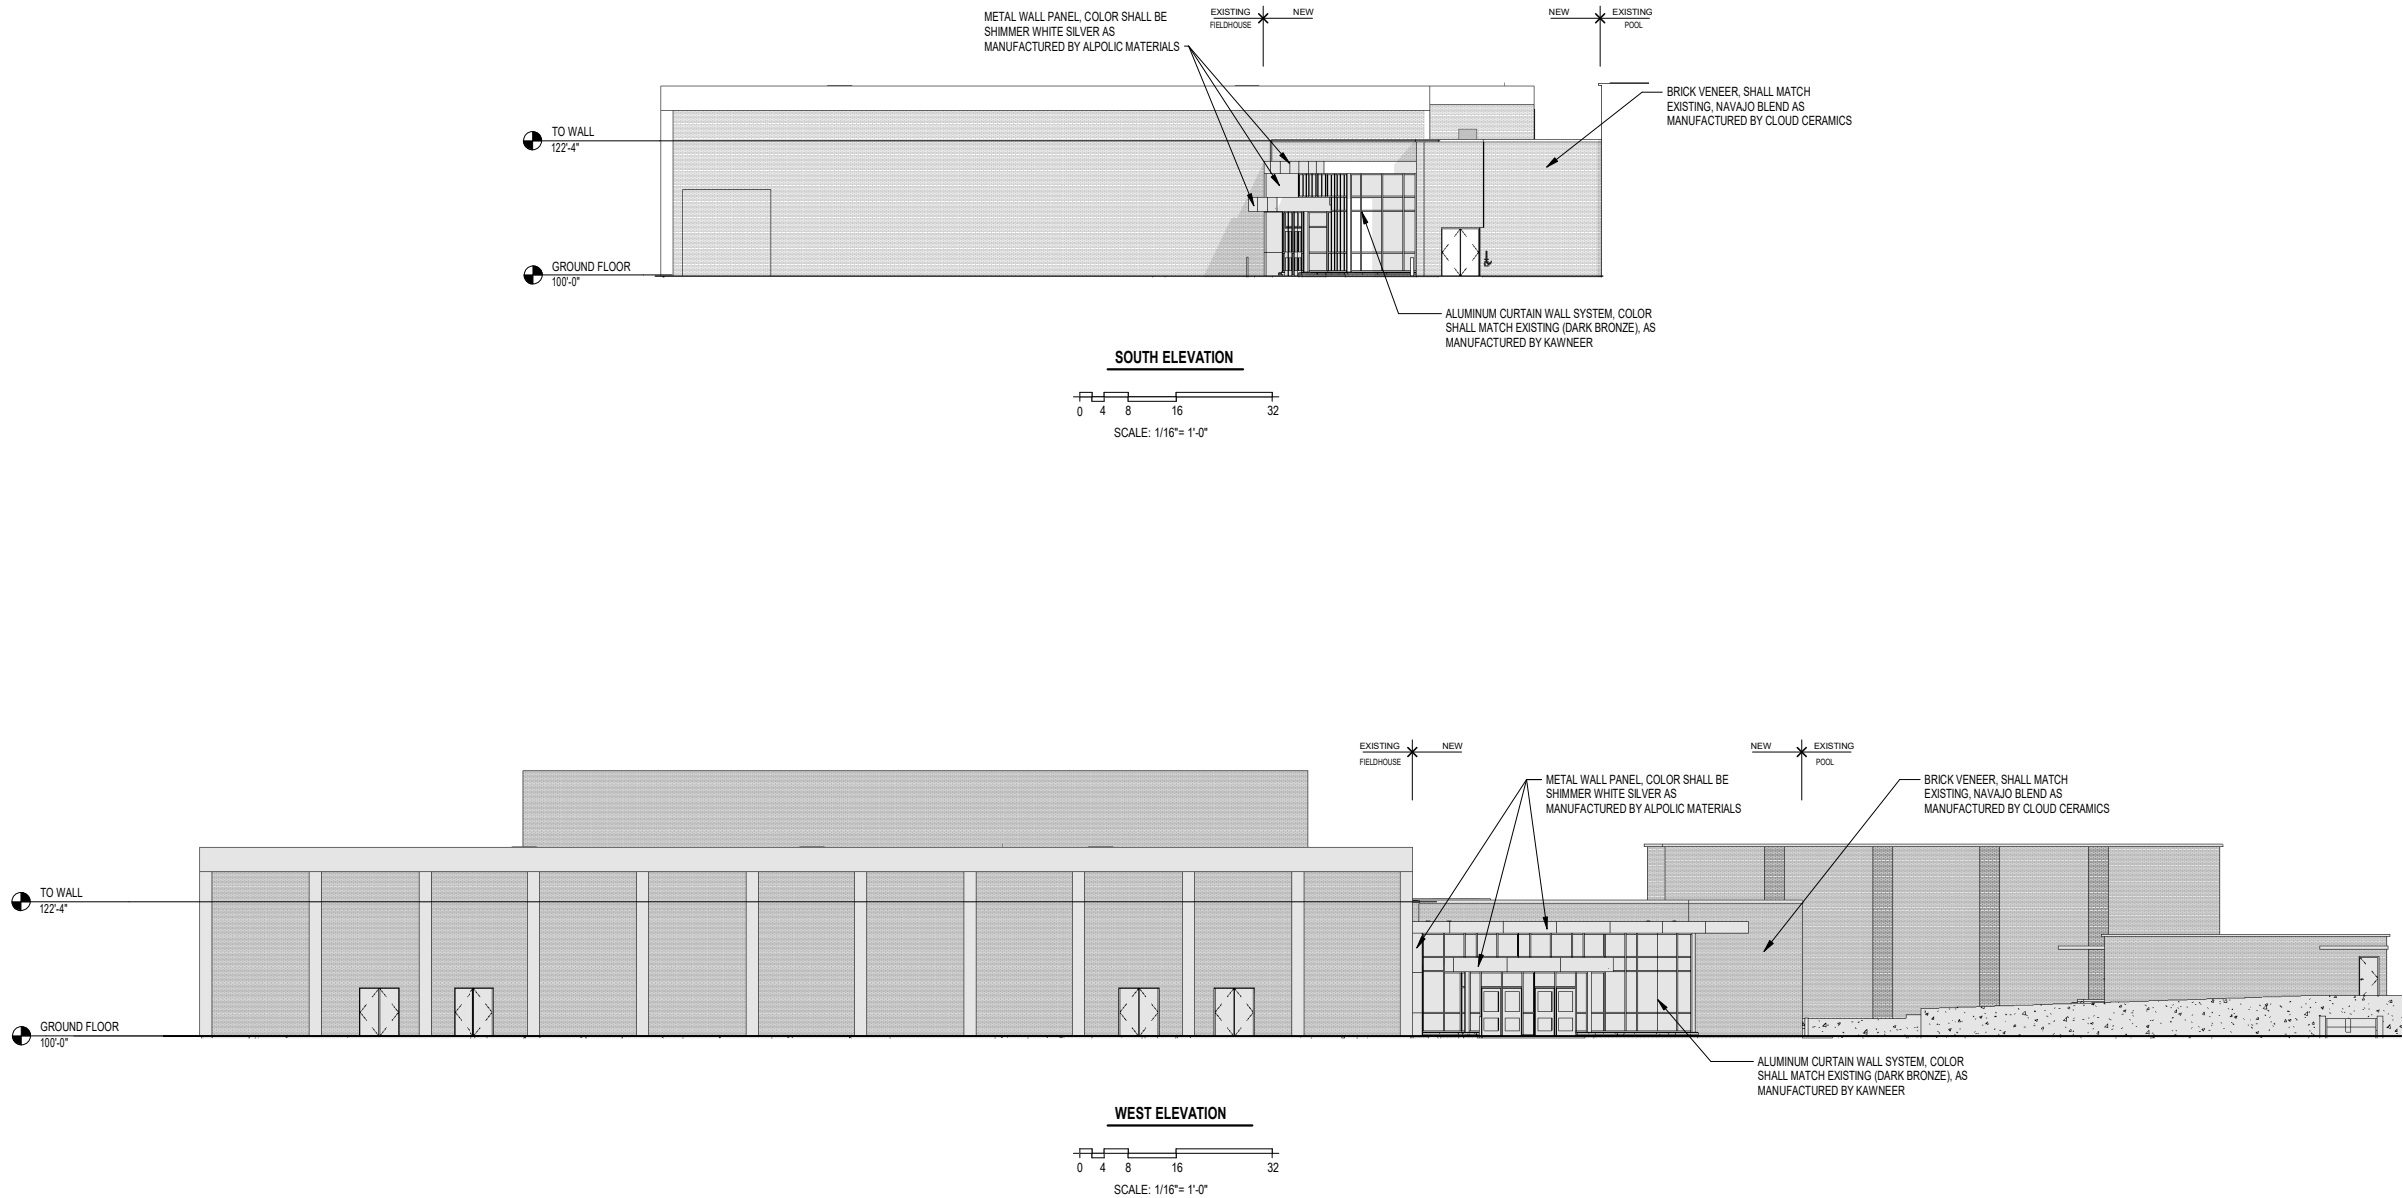 METAL WALL PANEL, COLOR SHALL BE
SHIMMER WHITE SILVER AS
MANUFACTURED BY ALPOLIC MATERIALS
EXISTING
NEW
FIELDHOUSE
NEW
EXISTING
POOL
BRICK VENEER, SHALL MATCH
EXISTING, NAVAJO BLEND AS
MANUFACTURED BY CLOUD CERAMICS
TO WALL
122'-4"
GROUND FLOOR
100'-0"
ALUMINUM CURTAIN WALL SYSTEM, COLOR
SHALL MATCH EXISTING (DARK BRONZE), AS
MANUFACTURED BY KAWNEER
SOUTH ELEVATION
0 4 8 16 32
SCALE: 1/16"= 1'-0"
EXISTING
NEW
FIELDHOUSE
NEW
EXISTING
POOL
METAL WALL PANEL, COLOR SHALL BE
SHIMMER WHITE SILVER AS
MANUFACTURED BY ALPOLIC MATERIALS
BRICK VENEER, SHALL MATCH
EXISTING, NAVAJO BLEND AS
MANUFACTURED BY CLOUD CERAMICS
TO WALL
122'-4"
GROUND FLOOR
100'-0"
ALUMINUM CURTAIN WALL SYSTEM, COLOR
SHALL MATCH EXISTING (DARK BRONZE), AS
MANUFACTURED BY KAWNEER
WEST ELEVATION
0 4 8 16 32
SCALE: 1/16"= 1'-0"